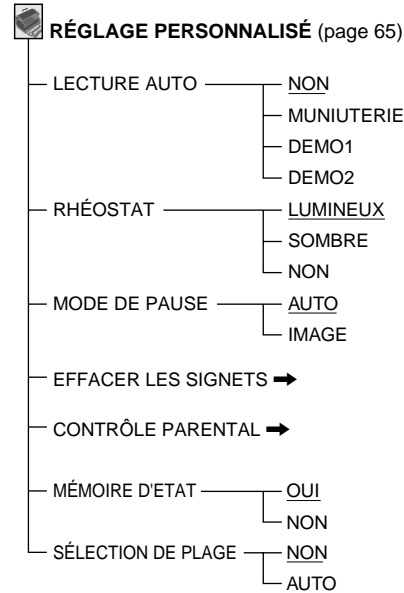 RÉGLAGE PERSONNALISÉ (page 65)
LECTURE AUTO NON
MUNIUTERIE
DEMO1
DEMO2
RHÉOSTAT LUMINEUX
SOMBRE
NON
MODE DE PAUSE AUTO
IMAGE
EFFACER LES SIGNETS ➡
CONTRÔLE PARENTAL ➡
MÉMOIRE D'ETAT OUI
NON
SÉLECTION DE PLAGE NON
AUTO